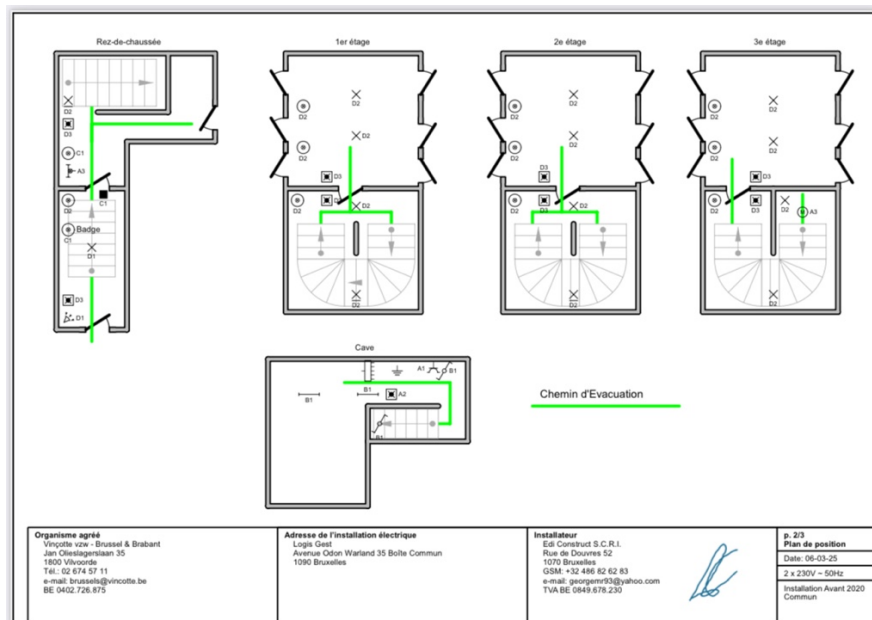 Rez-de-chaussée
1er étage
2e étage
3e étage
D2
D3
C1
A3
C1
D2
C1
Badge
D1
D3
D1
D2
D2
D2
D2
D3
D2
D3
D2
D2
D2
D2
D2
D2
D3
D2
D3
D2
D2
D2
D2
D2
D2
D3
D2
D3
D2
A3
D2
Cave
A1
B1
B1
B1
A2
B1
Chemin d'Evacuation
Organisme agréé
Vinçotte vzw - Brussel & Brabant
Jan Olieslagerslaan 35
1800 Vilvoorde
Tél.: 02 674 57 11
e-mail: brussels@vincotte.be
BE 0402.726.875
Adresse de l'installation électrique
Logis Gest
Avenue Odon Warland 35 Boîte Commun
1090 Bruxelles
Installateur
Edi Construct S.C.R.I.
Rue de Douvres 52
1070 Bruxelles
GSM: +32 486 82 62 83
e-mail: georgemr93@yahoo.com
TVA BE 0849.678.230
p. 2/3
Plan de position
Date: 06-03-25
2 x 230V ~ 50Hz
Installation Avant 2020
Commun